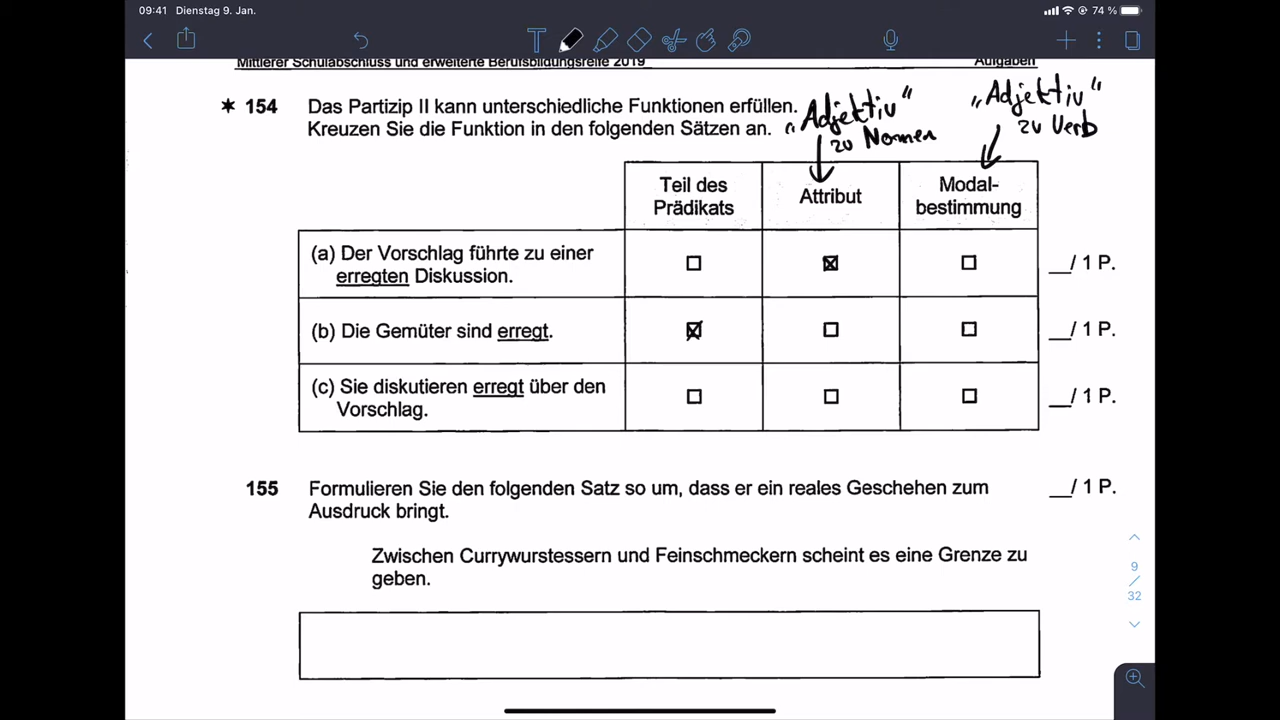 09:41 Dienstag 9. Jan. 74 %
Mittlerer Schulabschluss und erweiterte Berufsbildungsreife 2019 Aufgaben
154 Das Partizip II kann unterschiedliche Funktionen erfüllen.
Kreuzen Sie die Funktion in den folgenden Sätzen an.
„Adjektiv“
zu Nomen
„Adjektiv“
zu Verb
Teil des
Prädikats
Attribut
Modal-
bestimmung
(a) Der Vorschlag führte zu einer
erregten Diskussion.
__/ 1 P.
(b) Die Gemüter sind erregt.
__/ 1 P.
(c) Sie diskutieren erregt über den
Vorschlag.
__/ 1 P.
155 Formulieren Sie den folgenden Satz so um, dass er ein reales Geschehen zum
Ausdruck bringt.
__/ 1 P.
Zwischen Currywurstessern und Feinschmeckern scheint es eine Grenze zu
geben.
9
/
32